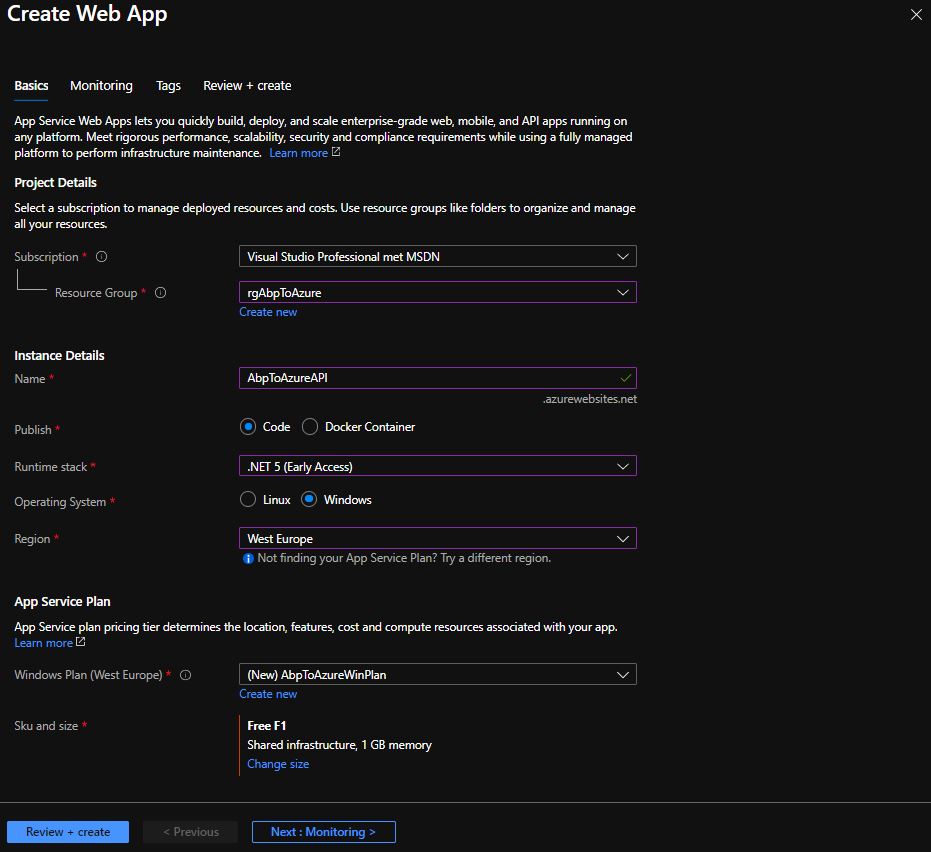 Create Web App
Basics Monitoring Tags Review + create
App Service Web Apps lets you quickly build, deploy, and scale enterprise-grade web, mobile, and API apps running on
any platform. Meet rigorous performance, scalability, security and compliance requirements while using a fully managed
platform to perform infrastructure maintenance. Learn more
Project Details
Select a subscription to manage deployed resources and costs. Use resource groups like folders to organize and manage
all your resources.
Subscription * Visual Studio Professional met MSDN
Resource Group * rgAbpToAzure
Create new
Instance Details
Name * AbpToAzureAPI
.azurewebsites.net
Publish * Code Docker Container
Runtime stack * .NET 5 (Early Access)
Operating System * Linux Windows
Region * West Europe
Not finding your App Service Plan? Try a different region.
App Service Plan
App Service plan pricing tier determines the location, features, cost and compute resources associated with your app.
Learn more
Windows Plan (West Europe) * (New) AbpToAzureWinPlan
Create new
Sku and size * Free F1
Shared infrastructure, 1 GB memory
Change size
Review + create < Previous Next : Monitoring >